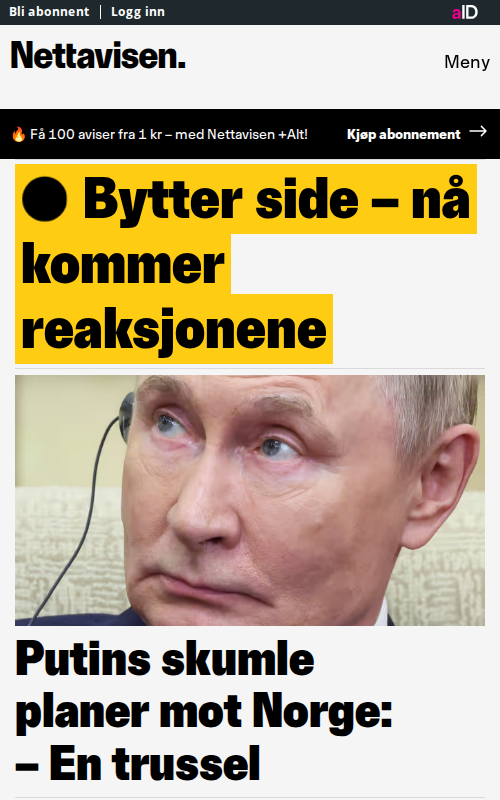 Bli abonnent | Logg inn
aID
Nettavisen.
Meny
🔥 Få 100 aviser fra 1 kr – med Nettavisen +Alt! Kjøp abonnement →
● Bytter side – nå
kommer
reaksjonene
Putins skumle
planer mot Norge:
– En trussel